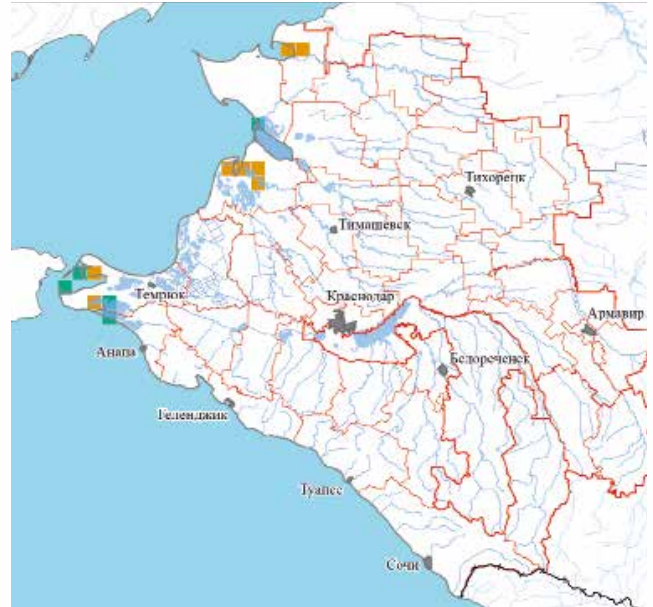 Тихорецк
Тимашевск
Темрюк
Краснодар
Армавир
Анапа
Белореченск
Геленджик
Туапсе
Сочи